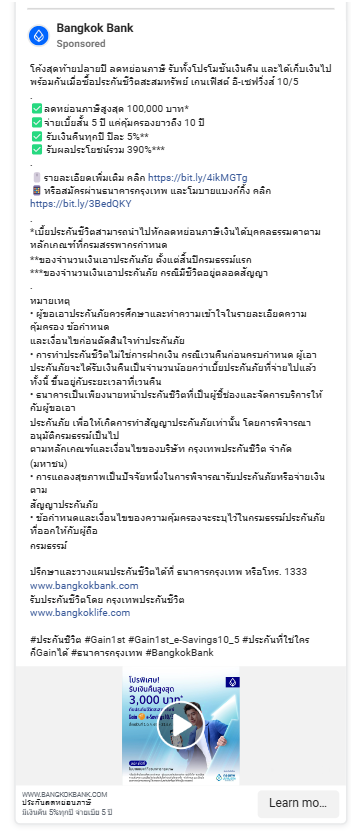 Bangkok Bank
Sponsored
โค้งสุดท้ายปลายปี ลดหย่อนภาษี รับทั้งโปรโมชันเงินคืน และได้เก็บเงินไป
พร้อมกันเมื่อซื้อประกันชีวิตสะสมทรัพย์ เกนเฟิสต์ อี-เซฟวิ่งส์ 10/5
.
✅ลดหย่อนภาษีสูงสุด 100,000 บาท*
✅จ่ายเบี้ยสั้น 5 ปี แต่คุ้มครองยาวถึง 10 ปี
✅ รับเงินคืนทุกปี ปีละ 5%**
✅ รับผลประโยชน์รวม 390%***
.
รายละเอียดเพิ่มเติม คลิก https://bit.ly/4ikMGTg
หรือสมัครผ่านธนาคารกรุงเทพ และโมบายแบงก์กิ้ง คลิก
https://bit.ly/3BedQKY
.
*เบี้ยประกันชีวิตสามารถนำไปหักลดหย่อนภาษีเงินได้บุคคลธรรมดาตาม
หลักเกณฑ์ที่กรมสรรพากรกำหนด
**ของจำนวนเงินเอาประกันภัย ตั้งแต่สิ้นปีกรมธรรม์แรก
***ของจำนวนเงินเอาประกันภัย กรณีมีชีวิตอยู่ตลอดสัญญา
.
หมายเหตุ
• ผู้ขอเอาประกันภัยควรศึกษาและทำความเข้าใจในรายละเอียดความ
คุ้มครอง ข้อกำหนด
และเงื่อนไขก่อนตัดสินใจทำประกันภัย
• การทำประกันชีวิตไม่ใช่การฝากเงิน กรณีเวนคืนก่อนครบกำหนด ผู้เอา
ประกันภัยจะได้รับเงินคืนเป็นจำนวนน้อยกว่าเบี้ยประกันภัยที่จ่ายไปแล้ว
ทั้งนี้ ขึ้นอยู่กับระยะเวลาที่เวนคืน
• ธนาคารเป็นเพียงนายหน้าประกันชีวิตที่เป็นผู้ชี้ช่องและจัดการบริการให้
กับผู้ขอเอา
ประกันภัย เพื่อให้เกิดการทำสัญญาประกันภัยเท่านั้น โดยการพิจารณา
อนุมัติกรมธรรม์เป็นไป
ตามหลักเกณฑ์และเงื่อนไขของบริษัท กรุงเทพประกันชีวิต จำกัด
(มหาชน)
• การแถลงสุขภาพเป็นปัจจัยหนึ่งในการพิจารณารับประกันภัยหรือจ่ายเงิน
ตาม
สัญญาประกันภัย
• ข้อกำหนดและเงื่อนไขของความคุ้มครองจะระบุไว้ในกรมธรรม์ประกันภัย
ที่ออกให้กับผู้ถือ
กรมธรรม์
ปรึกษาและวางแผนประกันชีวิตได้ที่ ธนาคารกรุงเทพ หรือโทร. 1333
www.bangkokbank.com
รับประกันชีวิตโดย กรุงเทพประกันชีวิต
www.bangkoklife.com
#ประกันชีวิต #Gain1st #Gain1st_e-Savings10_5 #ประกันที่ใช่ใคร
ก็Gainได้ #ธนาคารกรุงเทพ #BangkokBank
โปรพิเศษ!
รับเงินคืนสูงสุด
3,000 บาท*
WWW.BANGKOKBANK.COM
ประกันลดหย่อนภาษี
มีเงินคืน 5%ทุกปี จ่ายเบี้ย 5 ปี
Learn mo...